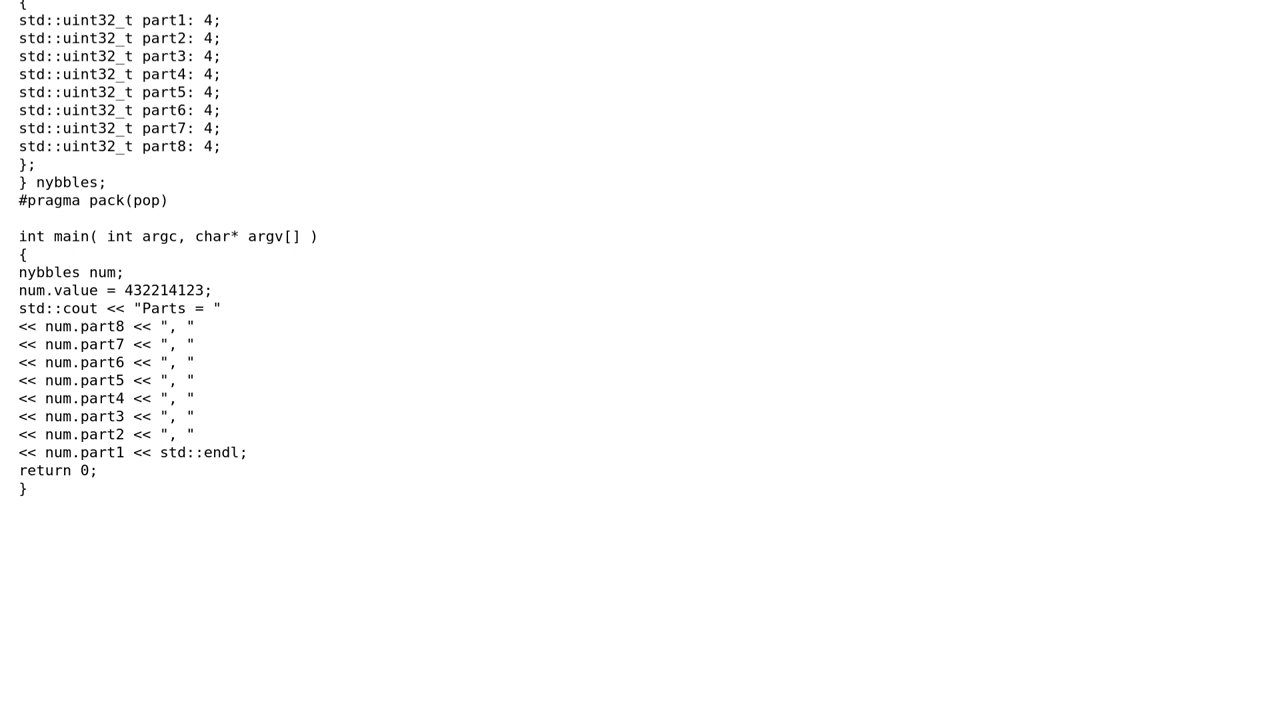 {
std::uint32_t part1: 4;
std::uint32_t part2: 4;
std::uint32_t part3: 4;
std::uint32_t part4: 4;
std::uint32_t part5: 4;
std::uint32_t part6: 4;
std::uint32_t part7: 4;
std::uint32_t part8: 4;
};
} nybbles;
#pragma pack(pop)

int main( int argc, char* argv[] )
{
nybbles num;
num.value = 432214123;
std::cout << "Parts = "
<< num.part8 << ", "
<< num.part7 << ", "
<< num.part6 << ", "
<< num.part5 << ", "
<< num.part4 << ", "
<< num.part3 << ", "
<< num.part2 << ", "
<< num.part1 << std::endl;
return 0;
}